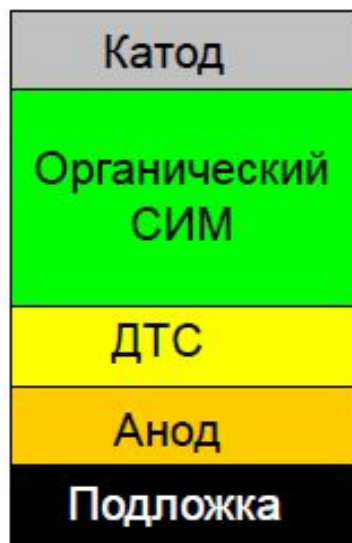 Катод
Органический
СИМ
ДТС
Анод
Подложка